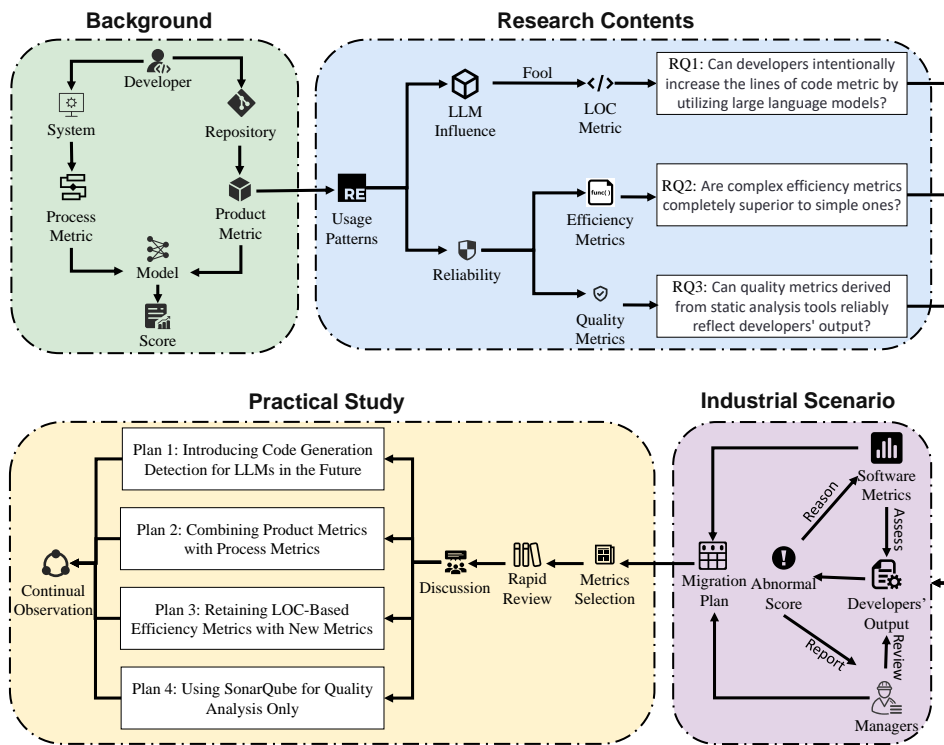 Background
Developer
</>
System
Repository
Process
Metric
Product
Metric
Model
Score
Research Contents
RE
Usage
Patterns
LLM
Influence
Fool
</>
LOC
Metric
Reliability
func()
Efficiency
Metrics
Quality
Metrics
RQ1: Can developers intentionally
increase the lines of code metric by
utilizing large language models?
RQ2: Are complex efficiency metrics
completely superior to simple ones?
RQ3: Can quality metrics derived
from static analysis tools reliably
reflect developers' output?
Practical Study
Plan 1: Introducing Code Generation
Detection for LLMs in the Future
Plan 2: Combining Product Metrics
with Process Metrics
Plan 3: Retaining LOC-Based
Efficiency Metrics with New Metrics
Plan 4: Using SonarQube for Quality
Analysis Only
Continual
Observation
Discussion
Rapid
Review
Metrics
Selection
Industrial Scenario
Migration
Plan
Software
Metrics
Reason
Assess
Abnormal
Score
Developers'
Output
Report
Review
Managers